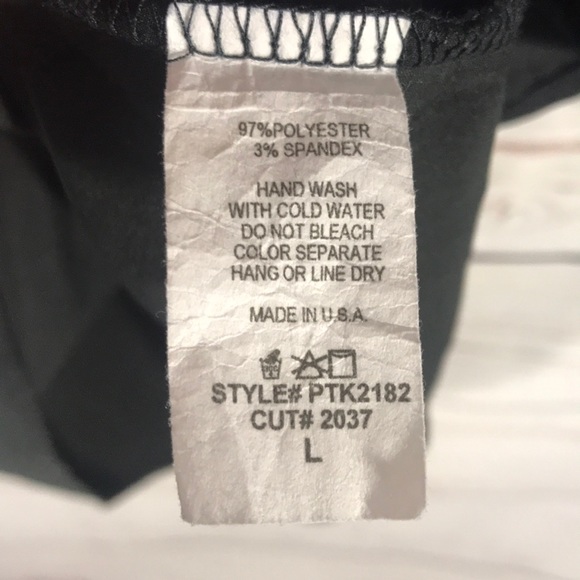 97%POLYESTER
3% SPANDEX
HAND WASH
WITH COLD WATER
DO NOT BLEACH
COLOR SEPARATE
HANG OR LINE DRY
MADE IN U.S.A.
STYLE# PTK2182
CUT# 2037
L